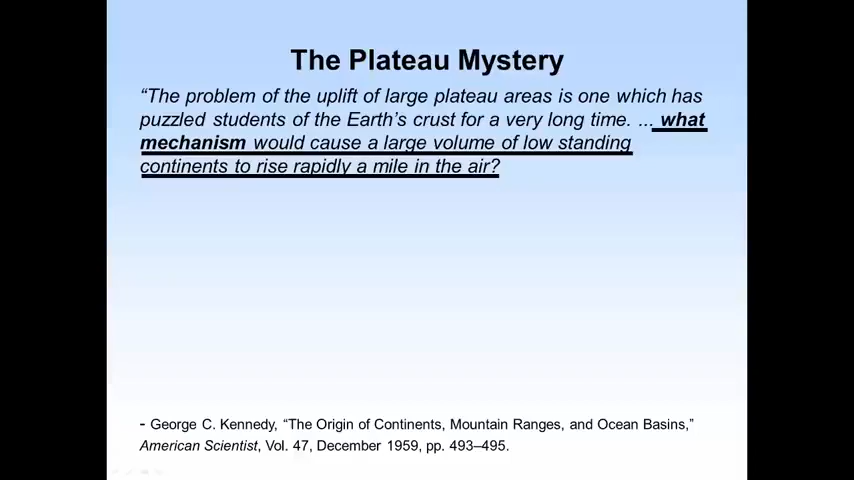 The Plateau Mystery
“The problem of the uplift of large plateau areas is one which has
puzzled students of the Earth’s crust for a very long time. ... what
mechanism would cause a large volume of low standing
continents to rise rapidly a mile in the air?
- George C. Kennedy, “The Origin of Continents, Mountain Ranges, and Ocean Basins,”
American Scientist, Vol. 47, December 1959, pp. 493–495.